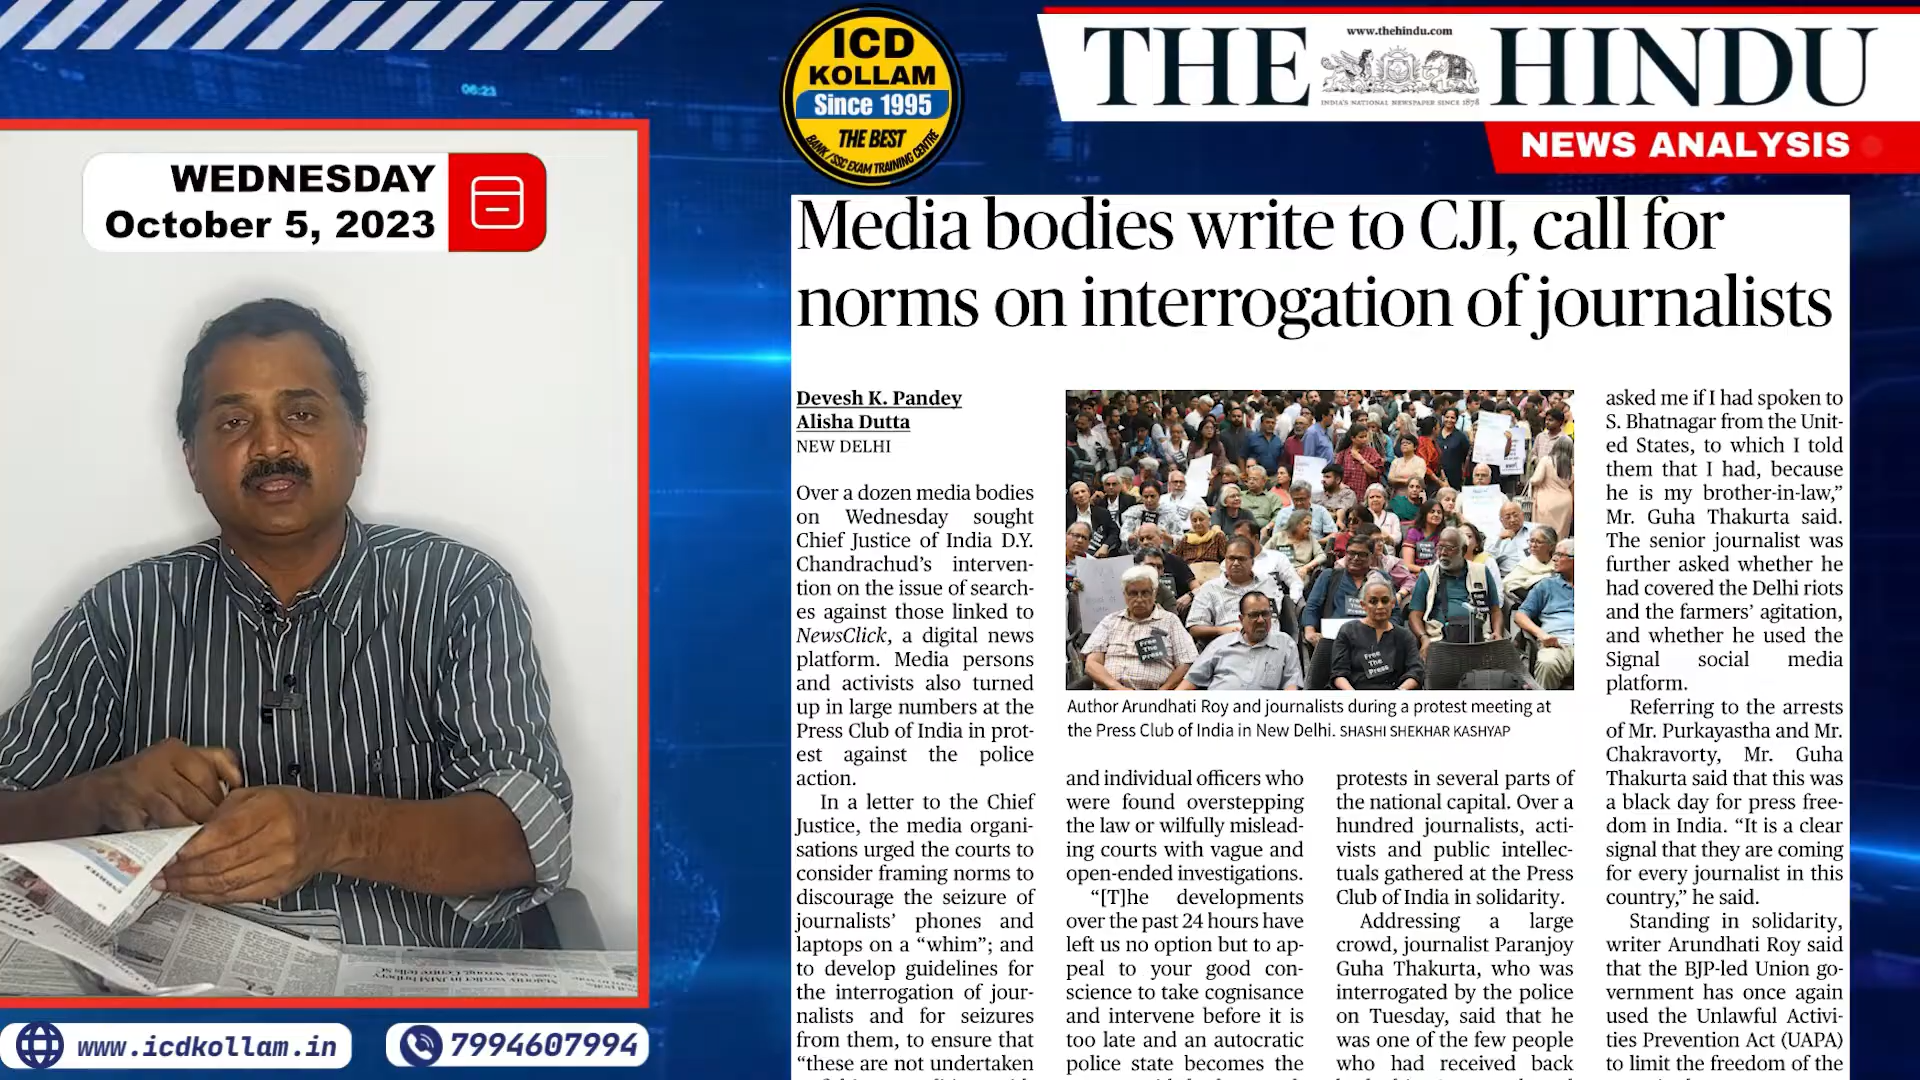 06:23
WEDNESDAY
October 5, 2023
www.icdkollam.in
7994607994
ICD
KOLLAM
Since 1995
THE BEST
BANK / SSC EXAM TRAINING CENTRE
www.thehindu.com
THE HINDU
INDIA'S NATIONAL NEWSPAPER SINCE 1878
NEWS ANALYSIS
Media bodies write to CJI, call for
norms on interrogation of journalists
Devesh K. Pandey
Alisha Dutta
NEW DELHI
Over a dozen media bodies
on Wednesday sought
Chief Justice of India D.Y.
Chandrachud's interven-
tion on the issue of search-
es against those linked to
NewsClick, a digital news
platform. Media persons
and activists also turned
up in large numbers at the
Press Club of India in prot-
est against the police
action.
In a letter to the Chief
Justice, the media organi-
sations urged the courts to
consider framing norms to
discourage the seizure of
journalists' phones and
laptops on a “whim”; and
to develop guidelines for
the interrogation of jour-
nalists and for seizures
from them, to ensure that
“these are not undertaken
Free The Press
Free The Press
Author Arundhati Roy and journalists during a protest meeting at
the Press Club of India in New Delhi. SHASHI SHEKHAR KASHYAP
and individual officers who
were found overstepping
the law or wilfully mislead-
ing courts with vague and
open-ended investigations.
“[T]he developments
over the past 24 hours have
left us no option but to ap-
peal to your good con-
science to take cognisance
and intervene before it is
too late and an autocratic
police state becomes the
protests in several parts of
the national capital. Over a
hundred journalists, acti-
vists and public intellec-
tuals gathered at the Press
Club of India in solidarity.
Addressing a large
crowd, journalist Paranjoy
Guha Thakurta, who was
interrogated by the police
on Tuesday, said that he
was one of the few people
who had received back
asked me if I had spoken to
S. Bhatnagar from the Unit-
ed States, to which I told
them that I had, because
he is my brother-in-law,”
Mr. Guha Thakurta said.
The senior journalist was
further asked whether he
had covered the Delhi riots
and the farmers' agitation,
and whether he used the
Signal social media
platform.
Referring to the arrests
of Mr. Purkayastha and Mr.
Chakravorty, Mr. Guha
Thakurta said that this was
a black day for press free-
dom in India. “It is a clear
signal that they are coming
for every journalist in this
country,” he said.
Standing in solidarity,
writer Arundhati Roy said
that the BJP-led Union go-
vernment has once again
used the Unlawful Activi-
ties Prevention Act (UAPA)
to limit the freedom of the